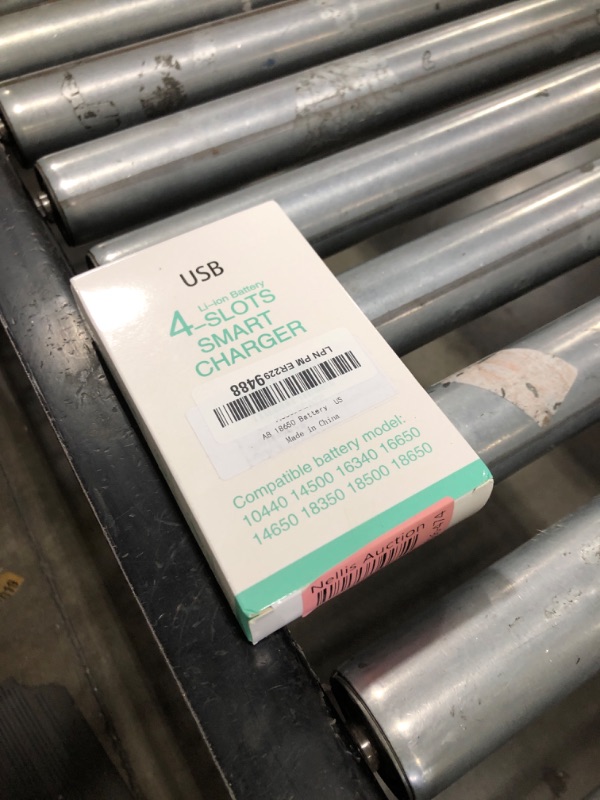 USB
Li-ion Battery
4-SLOTS
SMART
CHARGER
LPN PM ER2299488
AB 18650 Battery US
Made in China
Compatible battery model:
10440 14500 16340 16650
14650 18350 18500 18650
Nellis Auction